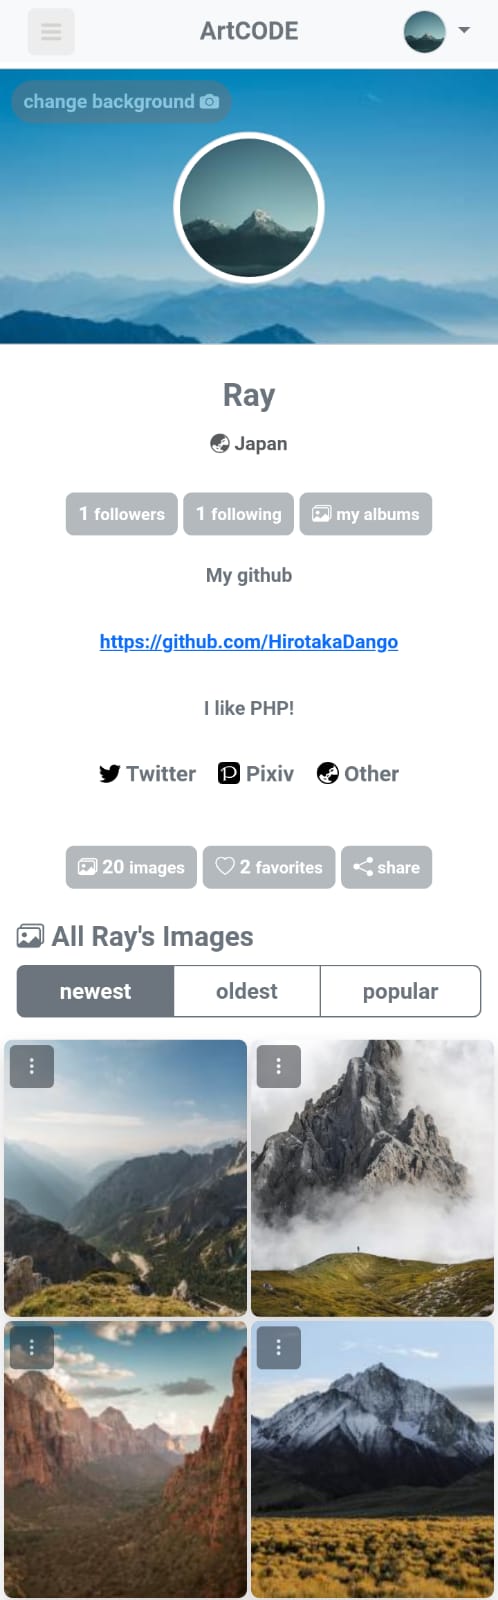 ArtCODE
change background
Ray
Japan
1 followers 1 following my albums
My github
https://github.com/HirotakaDango
I like PHP!
Twitter Pixiv Other
20 images 2 favorites share
All Ray's Images
newest oldest popular